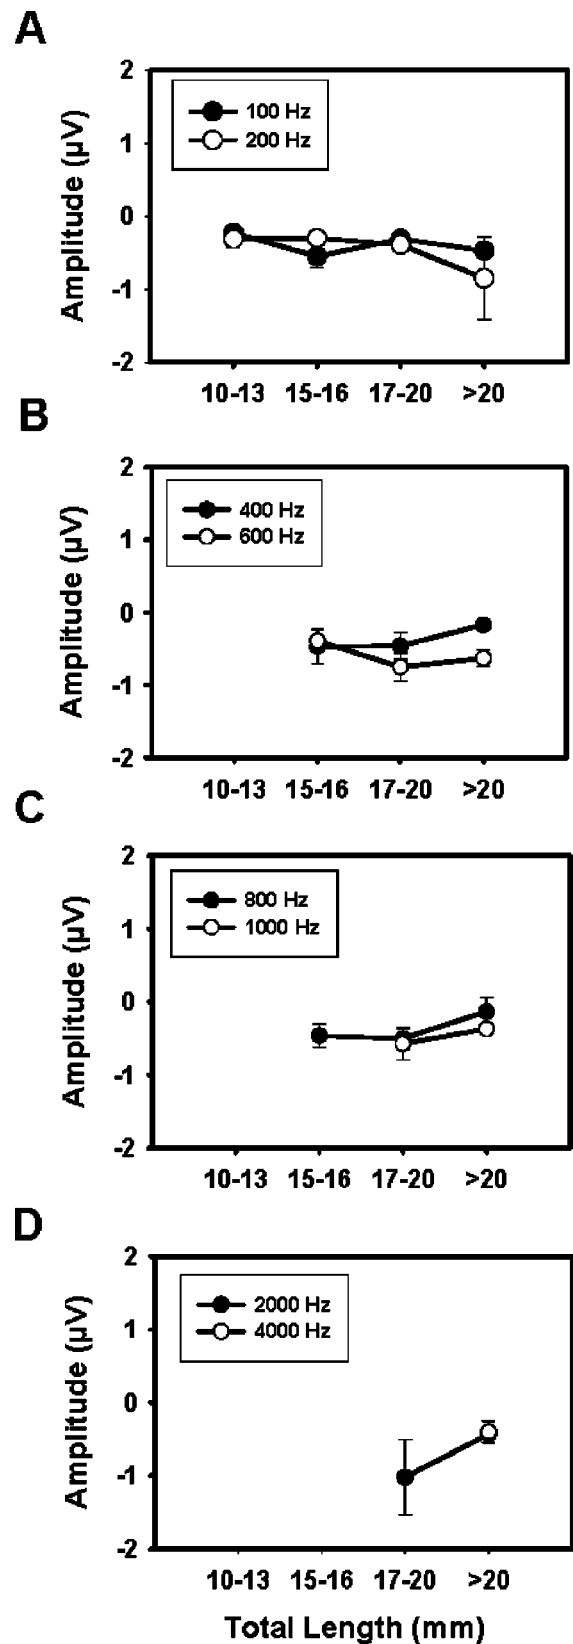 A
2
100 Hz
200 Hz
1
0
-1
-2
Amplitude (µV)
10-13 15-16 17-20 >20
B
2
400 Hz
600 Hz
1
0
-1
-2
Amplitude (µV)
10-13 15-16 17-20 >20
C
2
800 Hz
1000 Hz
1
0
-1
-2
Amplitude (µV)
10-13 15-16 17-20 >20
D
2
2000 Hz
4000 Hz
1
0
-1
-2
Amplitude (µV)
10-13 15-16 17-20 >20
Total Length (mm)